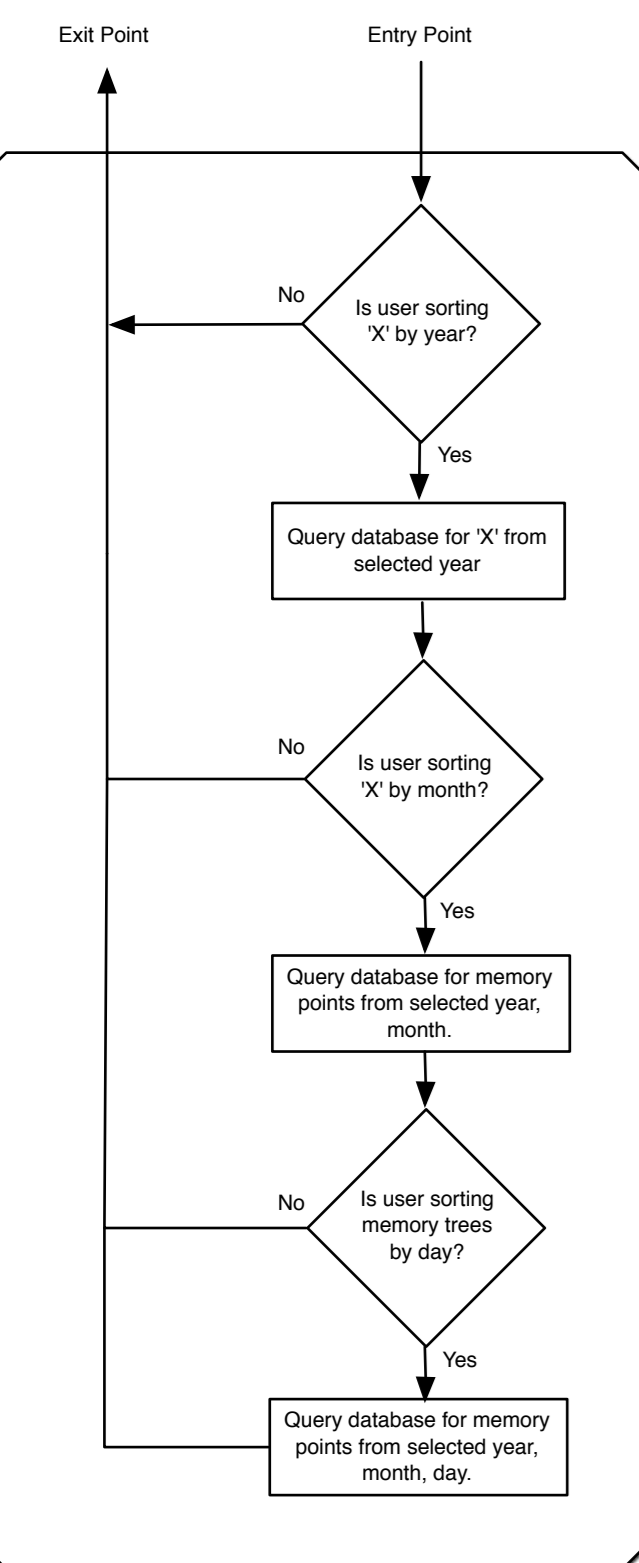 Exit Point
Entry Point
No
Is user sorting
'X' by year?
Yes
Query database for 'X' from
selected year
No
Is user sorting
'X' by month?
Yes
Query database for memory
points from selected year,
month.
No
Is user sorting
memory trees
by day?
Yes
Query database for memory
points from selected year,
month, day.